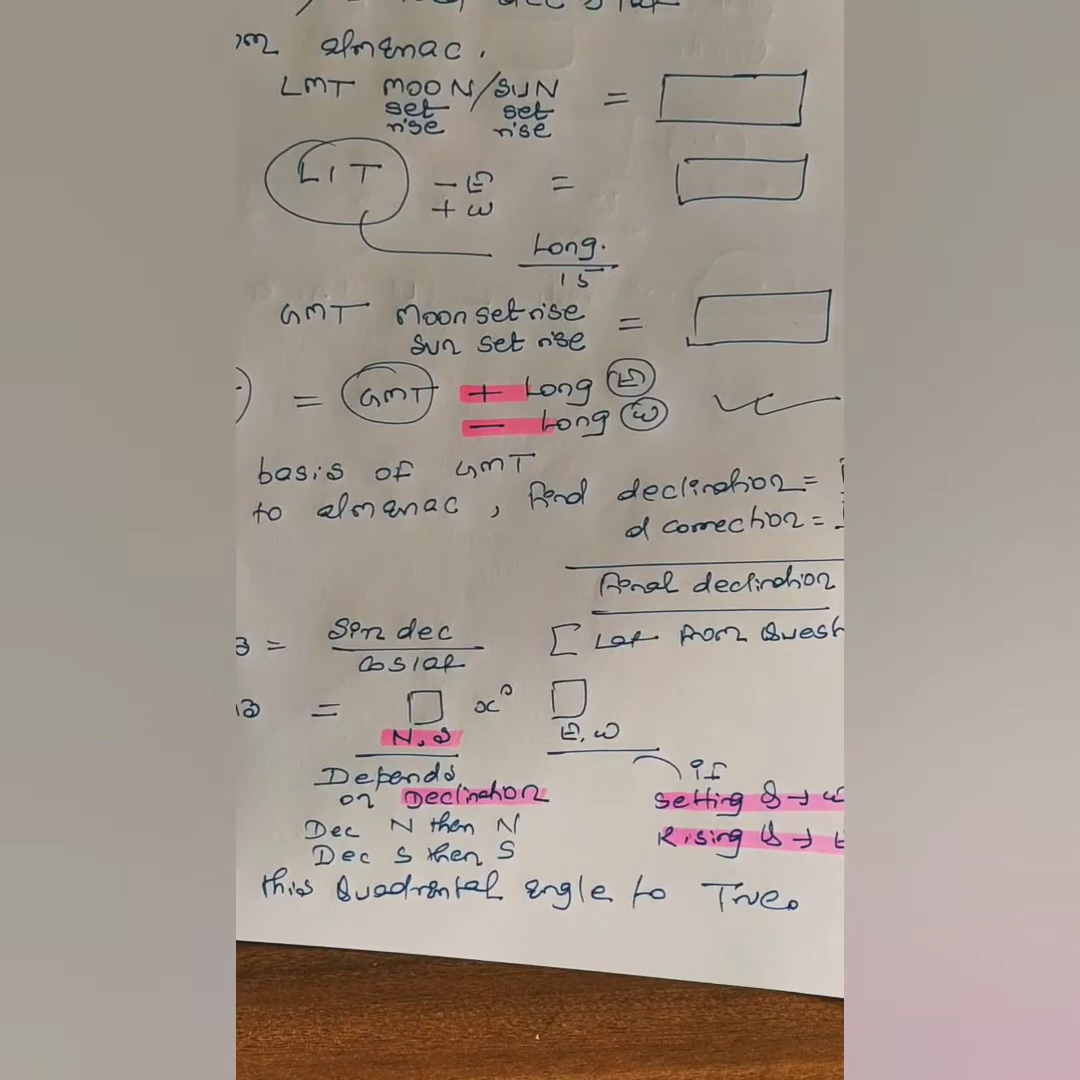 almanac.
LMT MOON/SUN =
set set
rise rise
LIT - E =
+ W
Long.
15
GMT Moon set rise =
Sun set rise
= GMT + Long E
- Long W
basis of GMT
to almanac, find declination =
d correction =
Final declination
= Sin dec [ Lat from Quest
cos lat
= x°
N, S E, W
Depends if
on Declination Setting → W
Dec N then N Rising → E
Dec S then S
this Quadrantal angle to True.